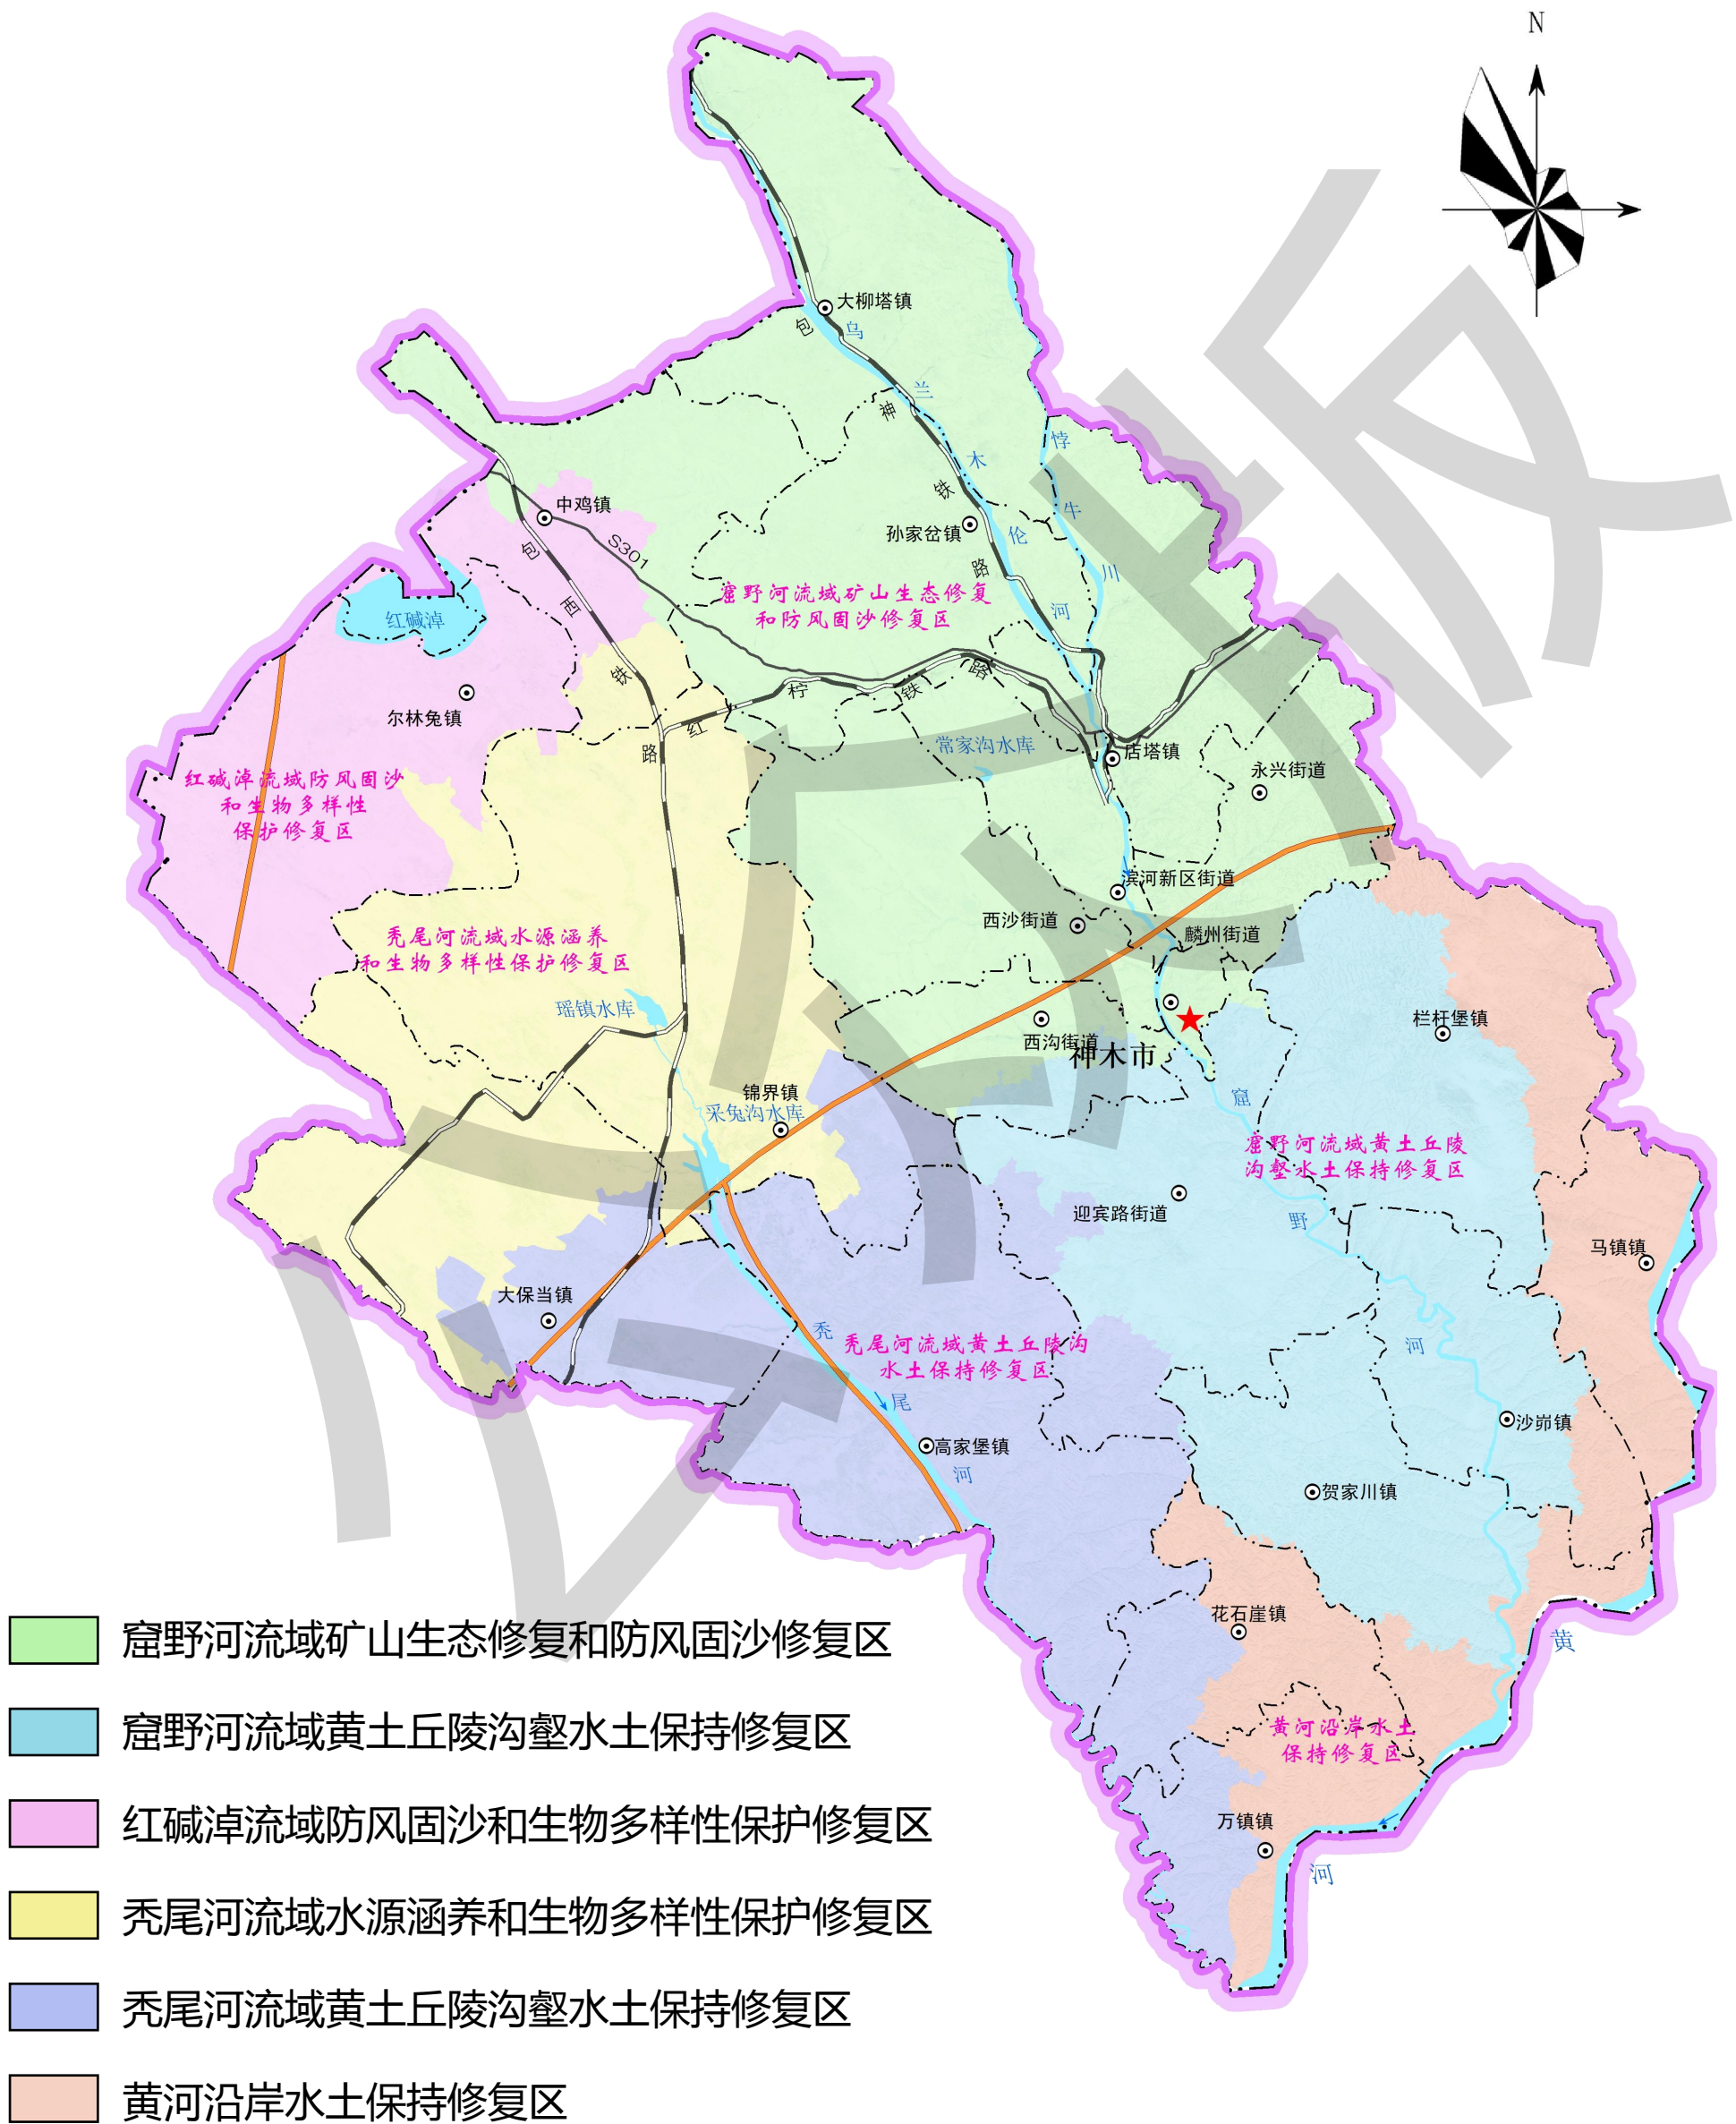 N
大柳塔镇
包
乌
兰
神
木
悖
铁
牛
中鸡镇
孙家岔镇
伦
包
S301
路
川
窟野河流域矿山生态修复
和防风固沙修复区
河
西
红碱淖
铁
路
铁
柠
红
路
尔林兔镇
常家沟水库
店塔镇
永兴街道
红碱淖流域防风固沙
和生物多样性
保护修复区
滨河新区街道
西沙街道
麟州街道
秃尾河流域水源涵养
和生物多样性保护修复区
瑶镇水库
栏杆堡镇
西沟街道
神木市
锦界镇
采兔沟水库
窟
窟野河流域黄土丘陵
沟壑水土保持修复区
迎宾路街道
野
马镇镇
大保当镇
秃
秃尾河流域黄土丘陵沟
水土保持修复区
河
尾
沙峁镇
高家堡镇
河
贺家川镇
花石崖镇
黄
黄河沿岸水土
保持修复区
万镇镇
河
窟野河流域矿山生态修复和防风固沙修复区
窟野河流域黄土丘陵沟壑水土保持修复区
红碱淖流域防风固沙和生物多样性保护修复区
秃尾河流域水源涵养和生物多样性保护修复区
秃尾河流域黄土丘陵沟壑水土保持修复区
黄河沿岸水土保持修复区
公示版